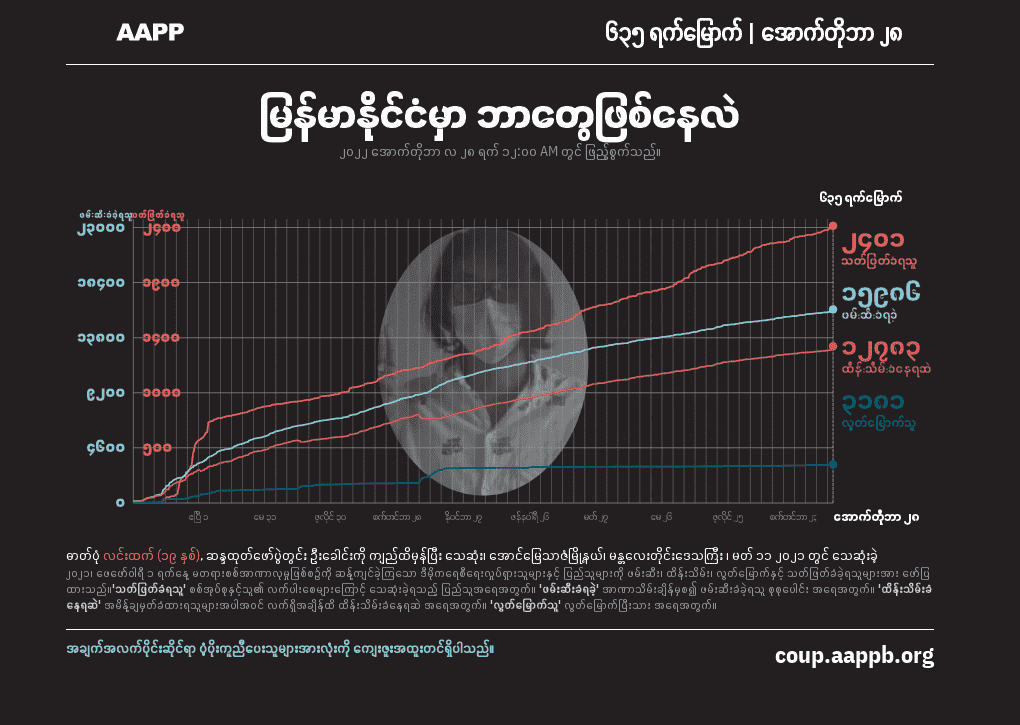 AAPP
၆၃၅ ရက်မြောက် | အောက်တိုဘာ ၂၈
မြန်မာနိုင်ငံမှာ ဘာတွေဖြစ်နေလဲ
၂၀၂၂ အောက်တိုဘာ လ ၂၈ ရက် ၁၂:၀၀ AM တွင် ဖြည့်စွက်သည်။
၆၃၅ ရက်မြောက်
ဖမ်းဆီးခံခဲ့ရသူ သတ်ဖြတ်ခံရသူ
၂၃၀၀၀ ၂၄၀၀
၁၈၄၀၀ ၁၉၀၀
၁၃၈၀၀ ၁၄၀၀
၉၂၀၀ ၁၀၀၀
၄၆၀၀ ၅၀၀
၀
၂၄၀၁
သတ်ဖြတ်ခံရသူ
၁၅၉၈၆
ဖမ်းဆီးခံရခဲ့
၁၂၇၈၃
ထိန်းသိမ်းခံနေရဆဲ
၃၁၈၁
လွတ်မြောက်သူ
ဧပြီ ၁ မေ ၃၁ ဇူလိုင် ၃၀ စက်တင်ဘာ ၂၈ နိုဝင်ဘာ ၂၇ ဇန်နဝါရီ ၂၆ မတ် ၂၇ မေ ၂၆ ဇူလိုင် ၂၅ စက်တင်ဘာ ၂၄ အောက်တိုဘာ ၂၈
ဓာတ်ပုံ လင်းထက် (၁၉ နှစ်), ဆန္ဒထုတ်ဖော်ပွဲတွင်း ဦးခေါင်းကို ကျည်ထိမှန်ပြီး သေဆုံး၊ အောင်မြေသာဇံမြို့နယ်၊ မန္တလေးတိုင်းဒေသကြီး ၊ မတ် ၁၁ ၂၀၂၁ တွင် သေဆုံးခဲ့
၂၀၂၁၊ ဖေဖော်ဝါရီ ၁ ရက်နေ့ မတရားစစ်အာဏာလုမှုဖြစ်စဉ်ကို ဆန့်ကျင်ခဲ့ကြသော ဒီမိုကရေစီရေးလှုပ်ရှားသူများနှင့် ပြည်သူများကို ဖမ်းဆီး၊ ထိန်းသိမ်း၊ လွတ်မြောက်နှင့် သတ်ဖြတ်ခံခဲ့ရသူများအား ဖော်ပြ
ထားသည်။'သတ်ဖြတ်ခံရသူ' စစ်အုပ်စုနှင့်သူ၏ လက်ပါးစေများကြောင့် သေဆုံးခဲ့ရသည့် ပြည်သူအရေအတွက်။ 'ဖမ်းဆီးခံရခဲ့' အာဏာသိမ်းချိန်မှစ၍ ဖမ်းဆီးခံခဲ့ရသူ စုစုပေါင်း အရေအတွက်။ 'ထိန်းသိမ်းခံ
နေရဆဲ' အမိန့်ချမှတ်ခံထားရသူများအပါအဝင် လက်ရှိအချိန်ထိ ထိန်းသိမ်းခံနေရဆဲ အရေအတွက်။ 'လွတ်မြောက်သူ' လွတ်မြောက်ပြီးသား အရေအတွက်။
အချက်အလက်ပိုင်းဆိုင်ရာ ပံ့ပိုးကူညီပေးသူများအားလုံးကို ကျေးဇူးအထူးတင်ရှိပါသည်။
coup.aappb.org